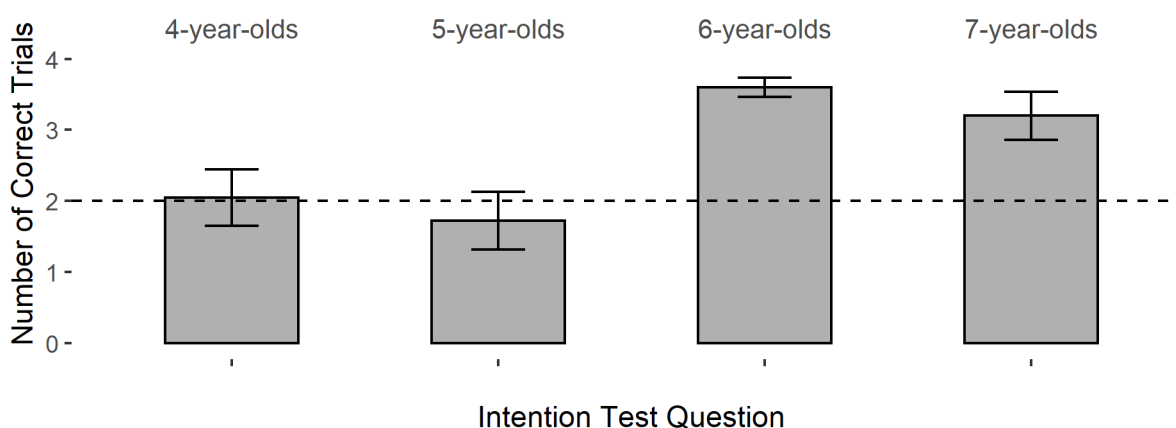 4-year-olds 5-year-olds 6-year-olds 7-year-olds
Number of Correct Trials
4
3
2
1
0
Intention Test Question